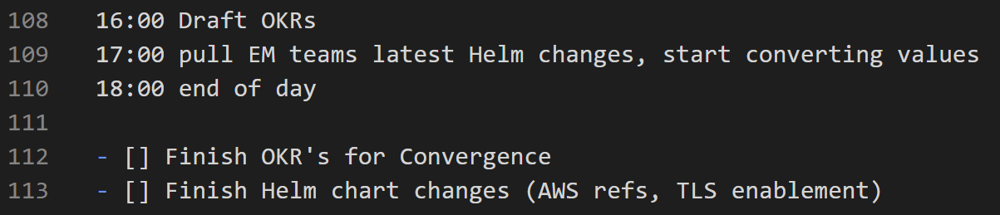 108 16:00 Draft OKRs
109 17:00 pull EM teams latest Helm changes, start converting values
110 18:00 end of day
111
112 - [] Finish OKR's for Convergence
113 - [] Finish Helm chart changes (AWS refs, TLS enablement)